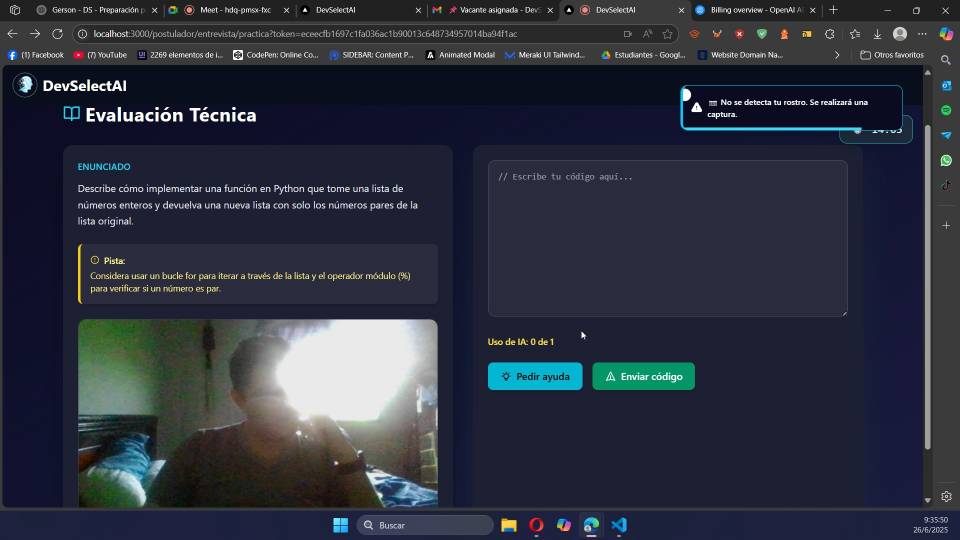 Gerson - DS - Preparación p
Meet - hdq-pmsx-fxc
DevSelectAI
Vacante asignada - DevS
DevSelectAI
Billing overview - OpenAI A
localhost:3000/postulador/entrevista/practica?token=eceecfb1697c1fa036ac1b90013c648734957014ba94f1ac
(1) Facebook
(7) YouTube
2269 elementos de i...
CodePen: Online Co...
SIDEBAR: Content P...
Animated Modal
Meraki UI Tailwind...
Estudiantes - Googl...
Website Domain Na...
Otros favoritos
DevSelectAI
No se detecta tu rostro. Se realizará una
captura.
Evaluación Técnica
ENUNCIADO
Describe cómo implementar una función en Python que tome una lista de
números enteros y devuelva una nueva lista con solo los números pares de la
lista original.
Pista:
Considera usar un bucle for para iterar a través de la lista y el operador módulo (%)
para verificar si un número es par.
// Escribe tu código aquí...
Uso de IA: 0 de 1
Pedir ayuda
Enviar código
Buscar
9:35:50
26/6/2025